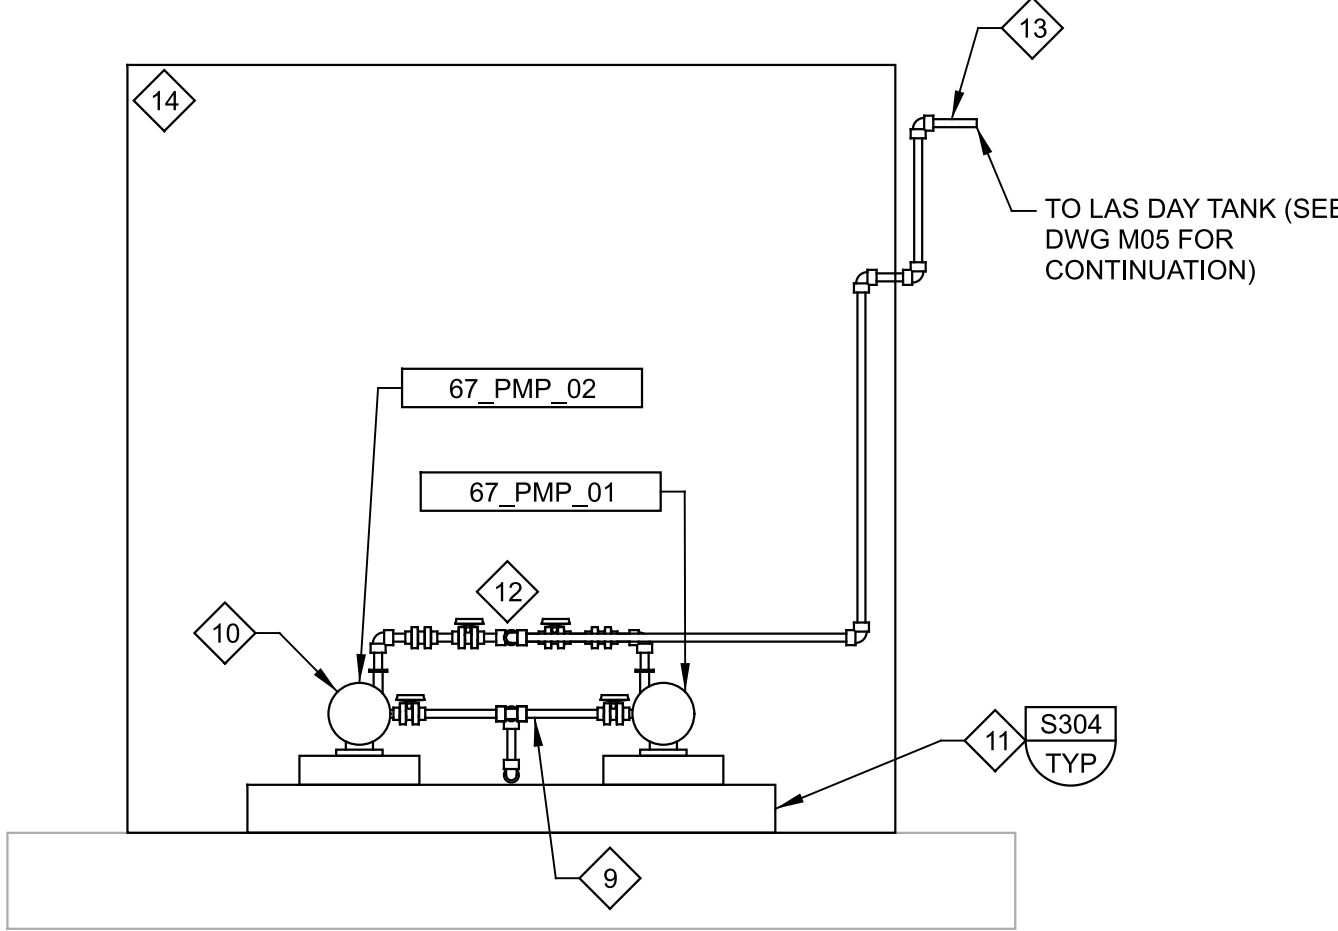 13
14
TO LAS DAY TANK (SEE
DWG M05 FOR
CONTINUATION)
67_PMP_02
67_PMP_01
12
10
11
S304
TYP
9